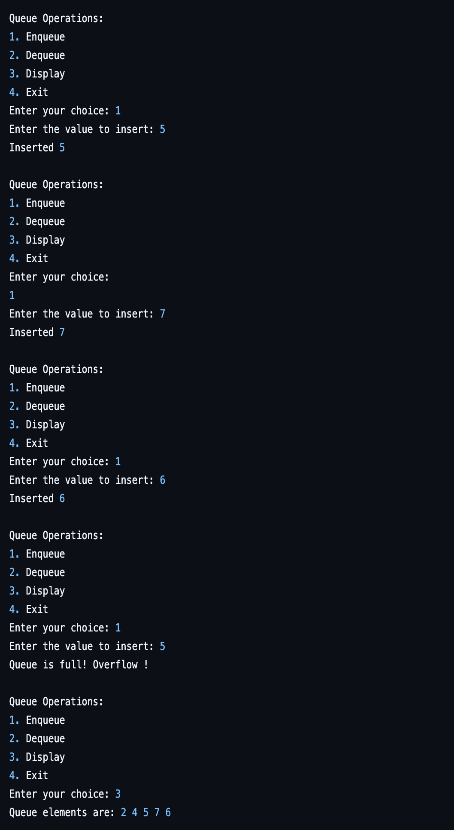 Queue Operations:
1. Enqueue
2. Dequeue
3. Display
4. Exit
Enter your choice: 1
Enter the value to insert: 5
Inserted 5

Queue Operations:
1. Enqueue
2. Dequeue
3. Display
4. Exit
Enter your choice:
1
Enter the value to insert: 7
Inserted 7

Queue Operations:
1. Enqueue
2. Dequeue
3. Display
4. Exit
Enter your choice: 1
Enter the value to insert: 6
Inserted 6

Queue Operations:
1. Enqueue
2. Dequeue
3. Display
4. Exit
Enter your choice: 1
Enter the value to insert: 5
Queue is full! Overflow !

Queue Operations:
1. Enqueue
2. Dequeue
3. Display
4. Exit
Enter your choice: 3
Queue elements are: 2 4 5 7 6